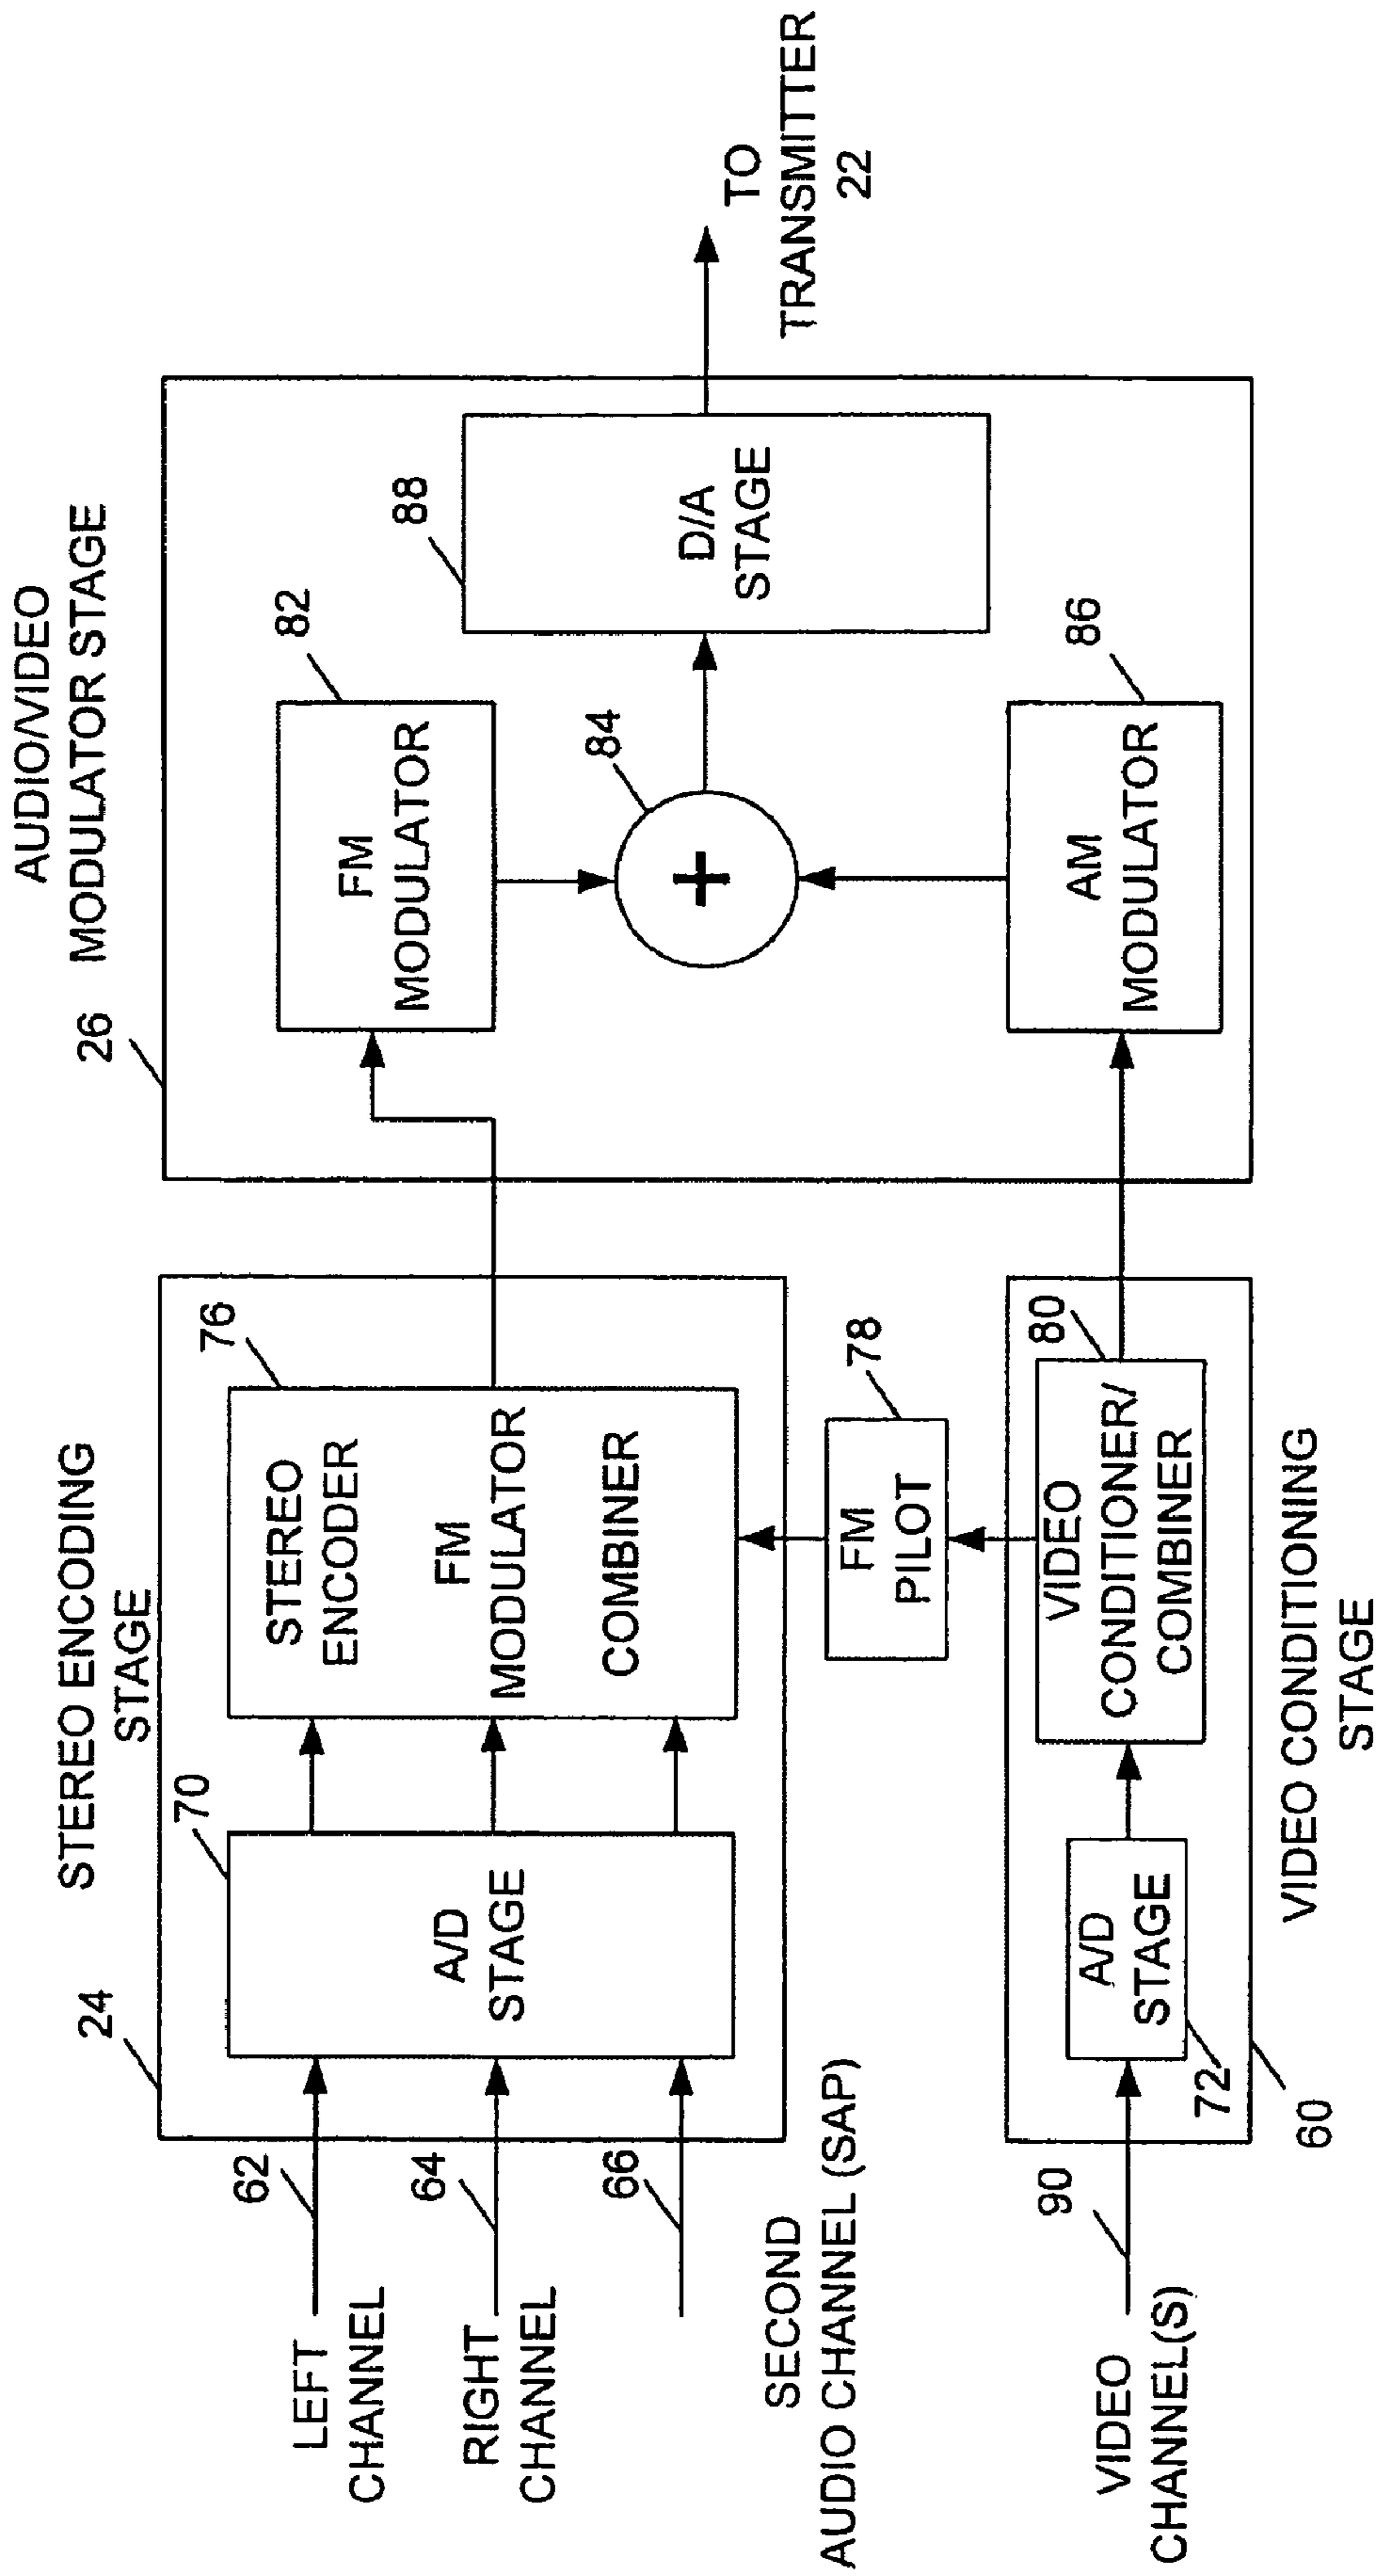 AUDIO/VIDEO
26 MODULATOR STAGE
STEREO ENCODING
STAGE
24
LEFT
CHANNEL
62
RIGHT
CHANNEL
64
66
SECOND
AUDIO CHANNEL (SAP)
70
A/D
STAGE
76
STEREO
ENCODER
FM
MODULATOR
COMBINER
78
FM
PILOT
82
FM
MODULATOR
84
+
88
D/A
STAGE
86
AM
MODULATOR
TO
TRANSMITTER
22
VIDEO
CHANNEL(S)
90
72
A/D
STAGE
80
VIDEO
CONDITIONER/
COMBINER
60
VIDEO CONDITIONING
STAGE